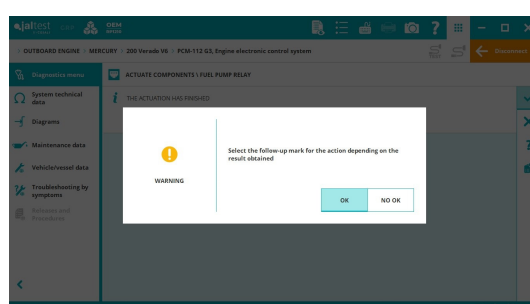 jaltest
OEM
OUTBOARD ENGINE
MERCURY
200 Verado V6
PCM-112 G3, Engine electronic control system
Disconnect
Diagnostics menu
ACTUATE COMPONENTS \ FUEL PUMP RELAY
System technical
data
THE ACTUATION HAS FINISHED
Diagrams
Maintenance data
Vehicle/vessel data
Troubleshooting by
symptoms
Releases and
Procedures
Select the follow-up mark for the action depending on the
result obtained
WARNING
OK
NO OK